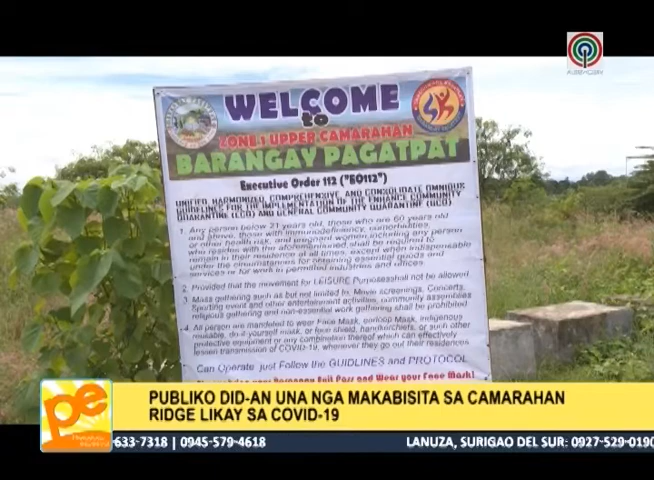 ABS-CBN
WELCOME
to
ZONE.1 UPPER CAMARAHAN
BARANGAY 113 PAGATPAT
Executive Order 112 ("EO112")
UNIFIED, HARMONIZED, COMPREHENSIVE AND CONSOLIDATE OMNIBUS
GUIDELINES FOR THE IMPLEMENTATION OF THE ENHANCE COMMUNITY
QUARANTINE (ECQ) AND GENERAL COMMUNITY QUARANTINE (GCQ)
1. Any person below 21 years old, those who are 60 years old
and above, those with immunodeficiency, comorbidities,
or other health risk, and pregnant women, including any person
who resides with the aforementioned, shall be required to
remain in their residence at all times, except when indispensable
under the circumstances for obtaining essential goods and
services or for work in permitted industries and offices.
2. Provided that the movement for LEISURE Purposes shall not be allowed.
3. Mass gathering such as but not limited to, Movie screenings, Concerts,
Sporting event and other entertainment activities, community assemblies
religious gathering and non-essential work gathering shall be prohibited
4. All person are mandated to wear Face Mask, earloop Mask, indigenous
reusable, do it yourself Mask, face shield, handkerchiefs, or such other
protective equipment or any combination thereof which can effectively
lessen transmission of COVID-19. whenever they go out their residences
CAN Operate just Follow the GUIDELINES and PROTOCOL
Barangay Exit Pass and WEAR your Face Mask!
pe
PUBLIKO DID-AN UNA NGA MAKABISITA SA CAMARAHAN
RIDGE LIKAY SA COVID-19
633-7318 | 0945-579-4618
LANUZA, SURIGAO DEL SUR: 0927-529-0190